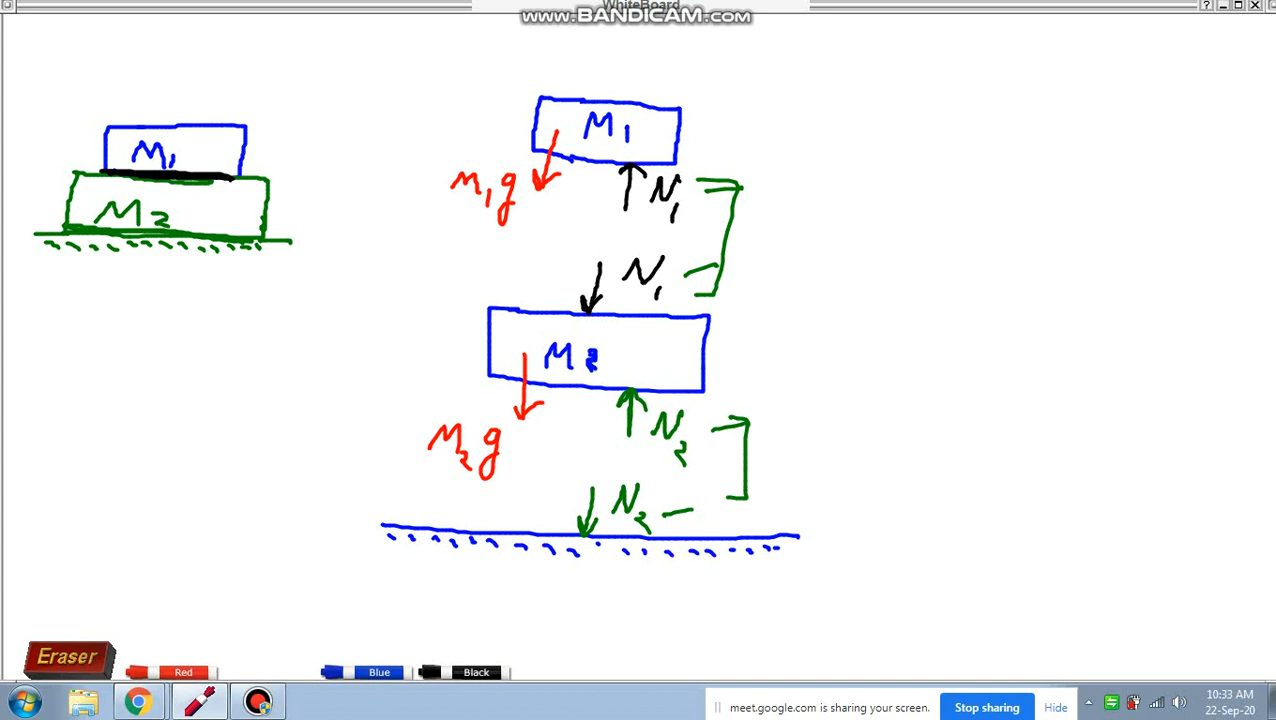 WhiteBoard
www.BANDICAM.com
M1
M2
M1
m1g
N1
N1
M2
M2g
N2
N2
Eraser
Red
Blue
Black
meet.google.com is sharing your screen.
Stop sharing
Hide
10:33 AM
22-Sep-20